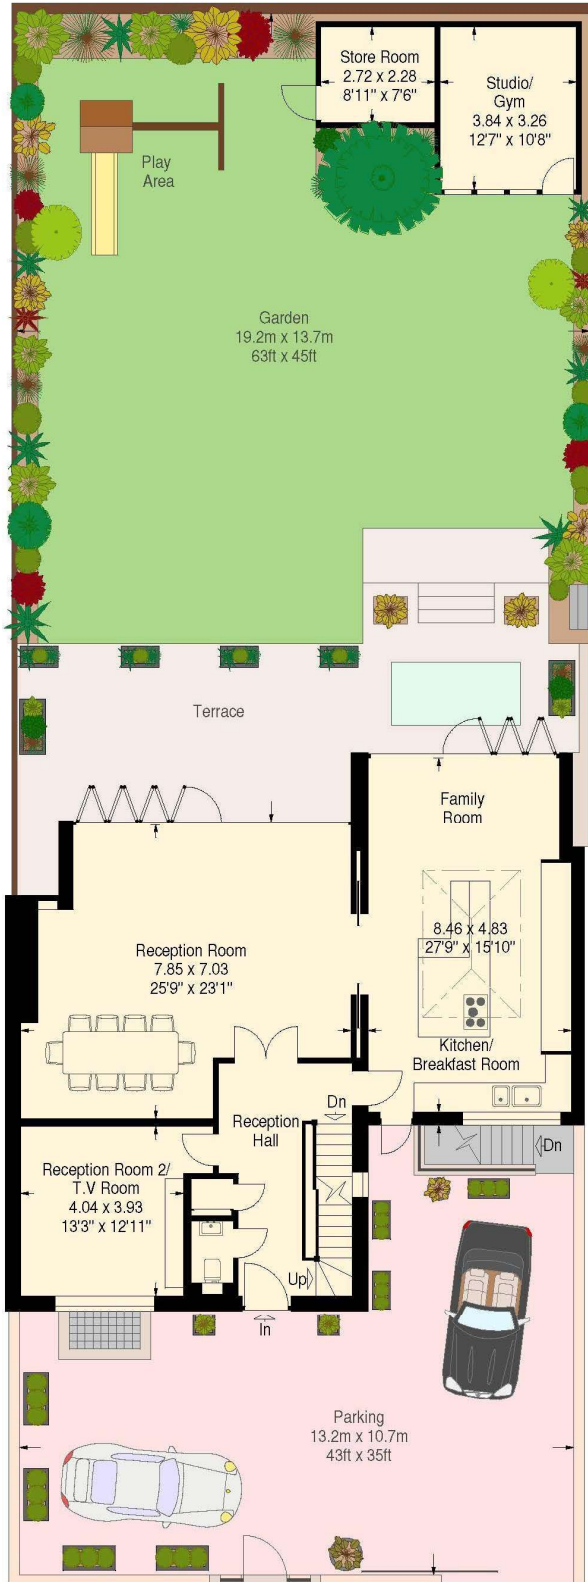 Store Room
2.72 x 2.28
8'11" x 7'6"
Studio/
Gym
3.84 x 3.26
12'7" x 10'8"
Play
Area
Garden
19.2m x 13.7m
63ft x 45ft
Terrace
Family
Room
8.46 x 4.83
27'9" x 15'10"
Kitchen/
Breakfast Room
Reception Room
7.85 x 7.03
25'9" x 23'1"
Dn
Reception
Hall
Dn
Reception Room 2/
T.V Room
4.04 x 3.93
13'3" x 12'11"
Up
In
Parking
13.2m x 10.7m
43ft x 35ft